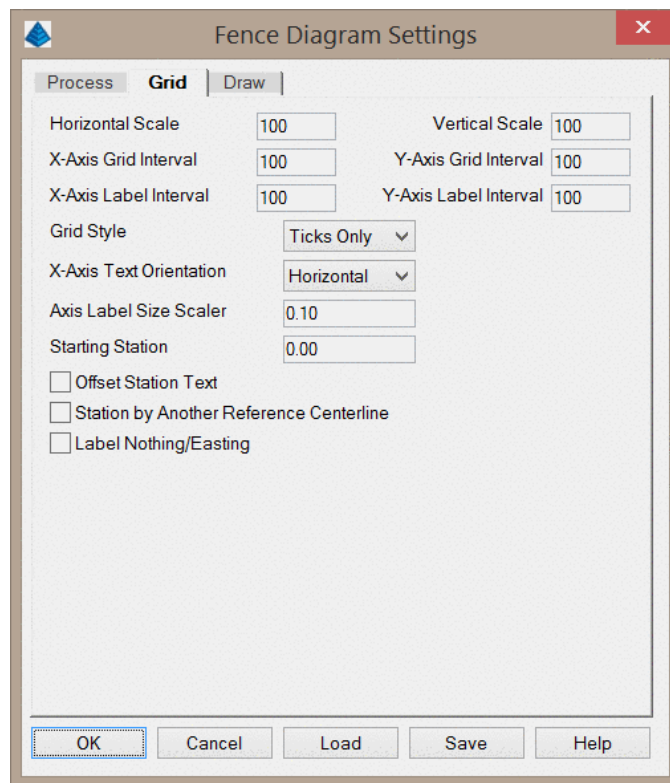 Fence Diagram Settings
Process Grid Draw
Horizontal Scale 100 Vertical Scale 100
X-Axis Grid Interval 100 Y-Axis Grid Interval 100
X-Axis Label Interval 100 Y-Axis Label Interval 100
Grid Style Ticks Only
X-Axis Text Orientation Horizontal
Axis Label Size Scaler 0.10
Starting Station 0.00
Offset Station Text
Station by Another Reference Centerline
Label Nothing/Easting
OK Cancel Load Save Help